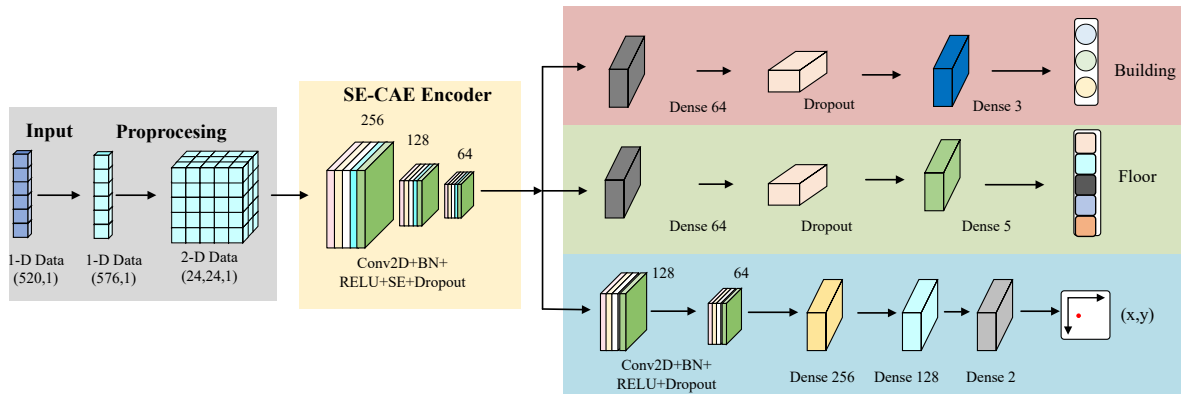 Input
Proprocesing
1-D Data
(520,1)
1-D Data
(576,1)
2-D Data
(24,24,1)
SE-CAE Encoder
256
128
64
Conv2D+BN+
RELU+SE+Dropout
Dense 64
Dropout
Dense 3
Building
Dense 64
Dropout
Dense 5
Floor
128
64
Conv2D+BN+
RELU+Dropout
Dense 256
Dense 128
Dense 2
(x,y)